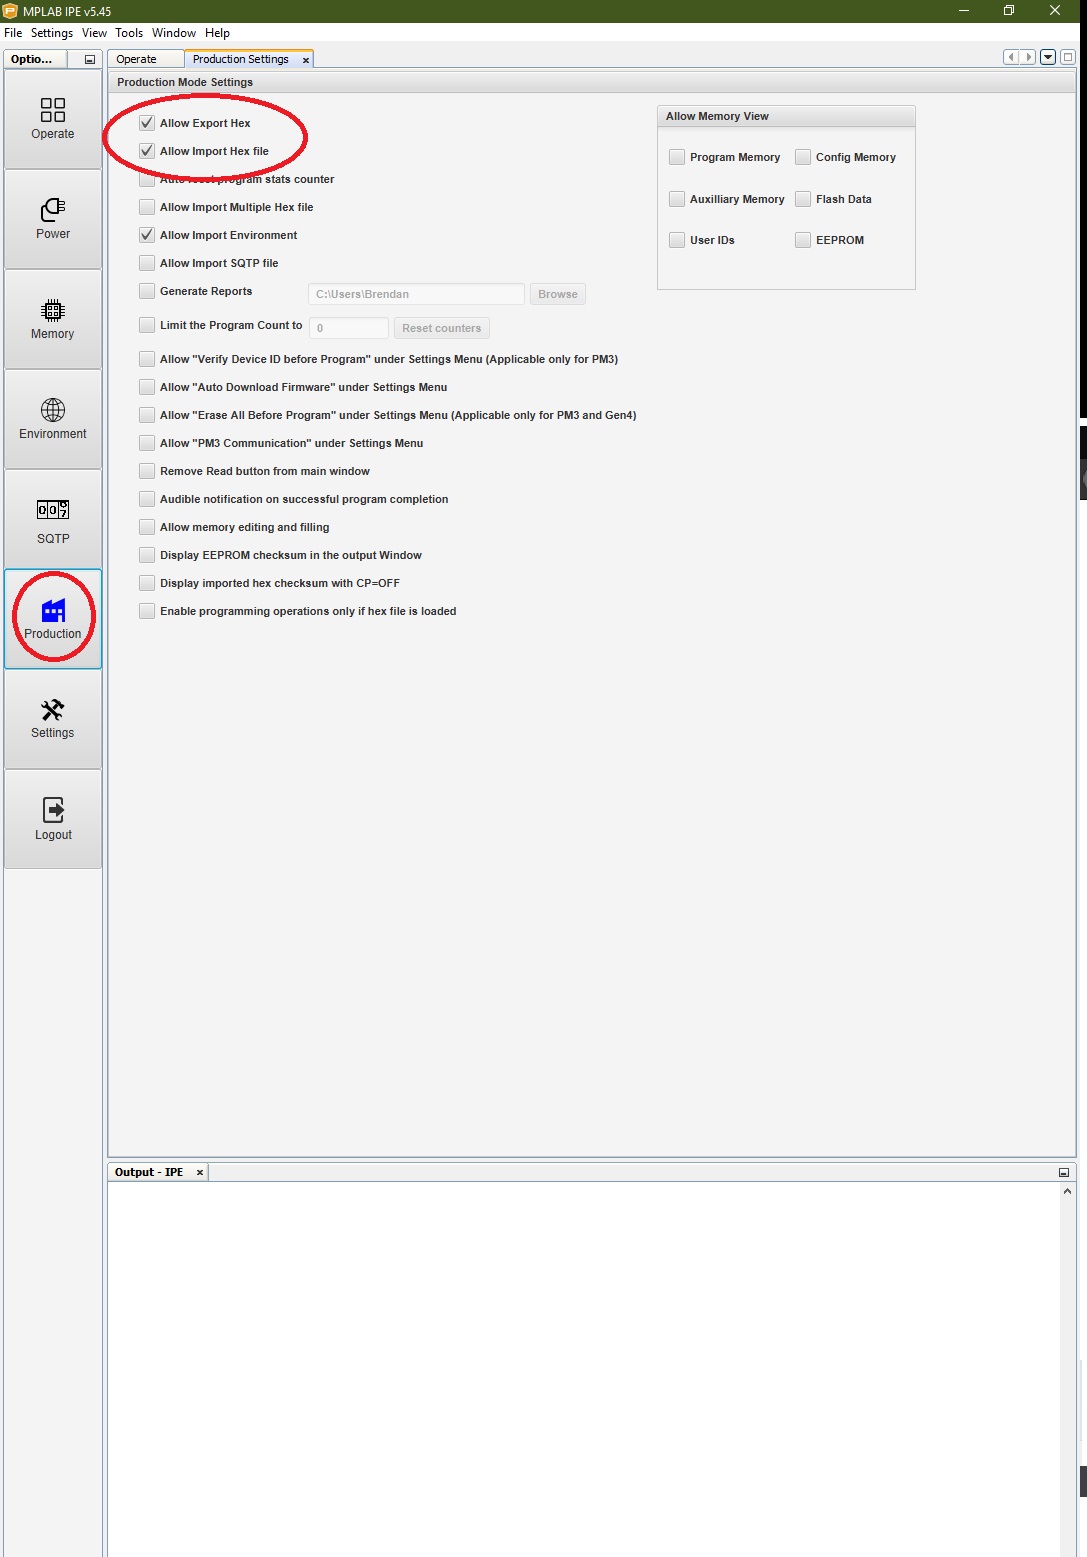 MPLAB IPE v5.45
File Settings View Tools Window Help
Optio...
Operate
Production Settings
Production Mode Settings
Operate
Power
Memory
Environment
SQTP
Production
Settings
Logout
Allow Export Hex
Allow Import Hex file
Auto reset program stats counter
Allow Import Multiple Hex file
Allow Import Environment
Allow Import SQTP file
Generate Reports C:\Users\Brendan Browse
Limit the Program Count to 0 Reset counters
Allow "Verify Device ID before Program" under Settings Menu (Applicable only for PM3)
Allow "Auto Download Firmware" under Settings Menu
Allow "Erase All Before Program" under Settings Menu (Applicable only for PM3 and Gen4)
Allow "PM3 Communication" under Settings Menu
Remove Read button from main window
Audible notification on successful program completion
Allow memory editing and filling
Display EEPROM checksum in the output Window
Display imported hex checksum with CP=OFF
Enable programming operations only if hex file is loaded
Allow Memory View
Program Memory Config Memory
Auxilliary Memory Flash Data
User IDs EEPROM
Output - IPE